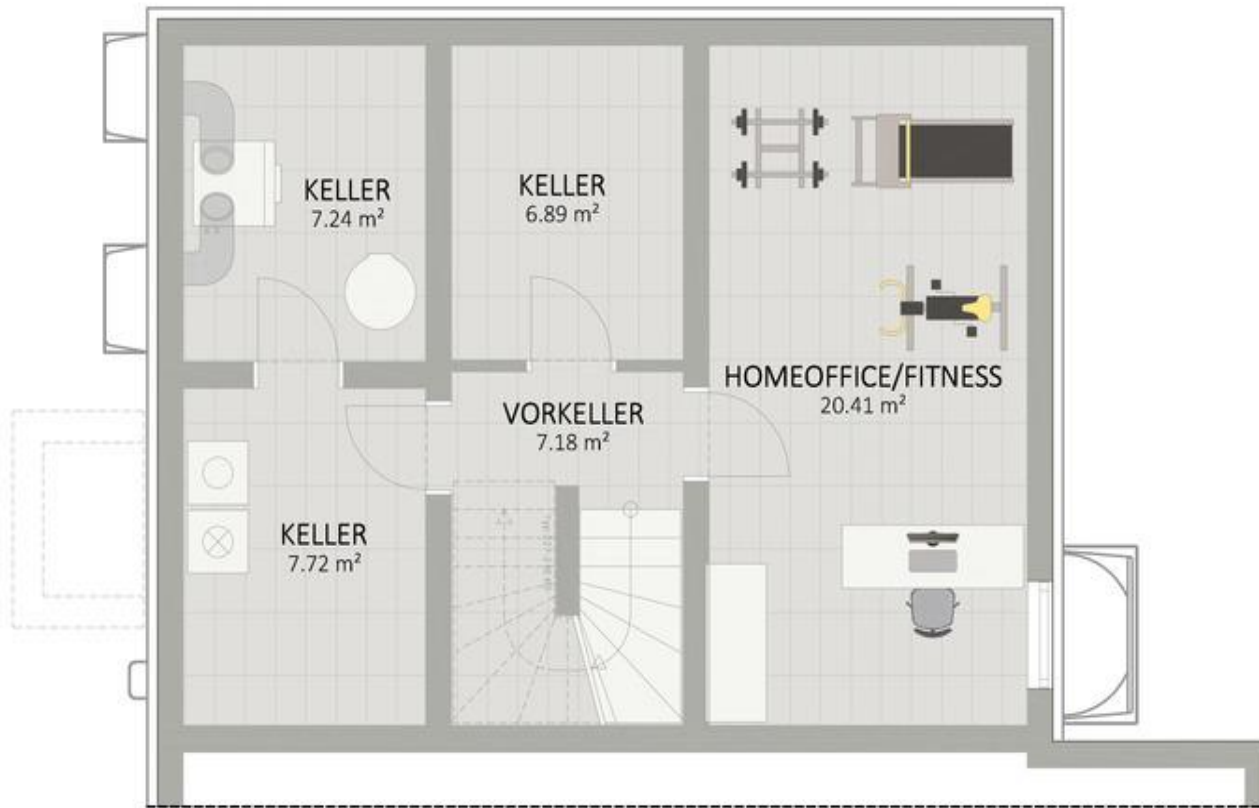 KELLER
7.24 m²
KELLER
6.89 m²
HOMEOFFICE/FITNESS
20.41 m²
VORKELLER
7.18 m²
KELLER
7.72 m²